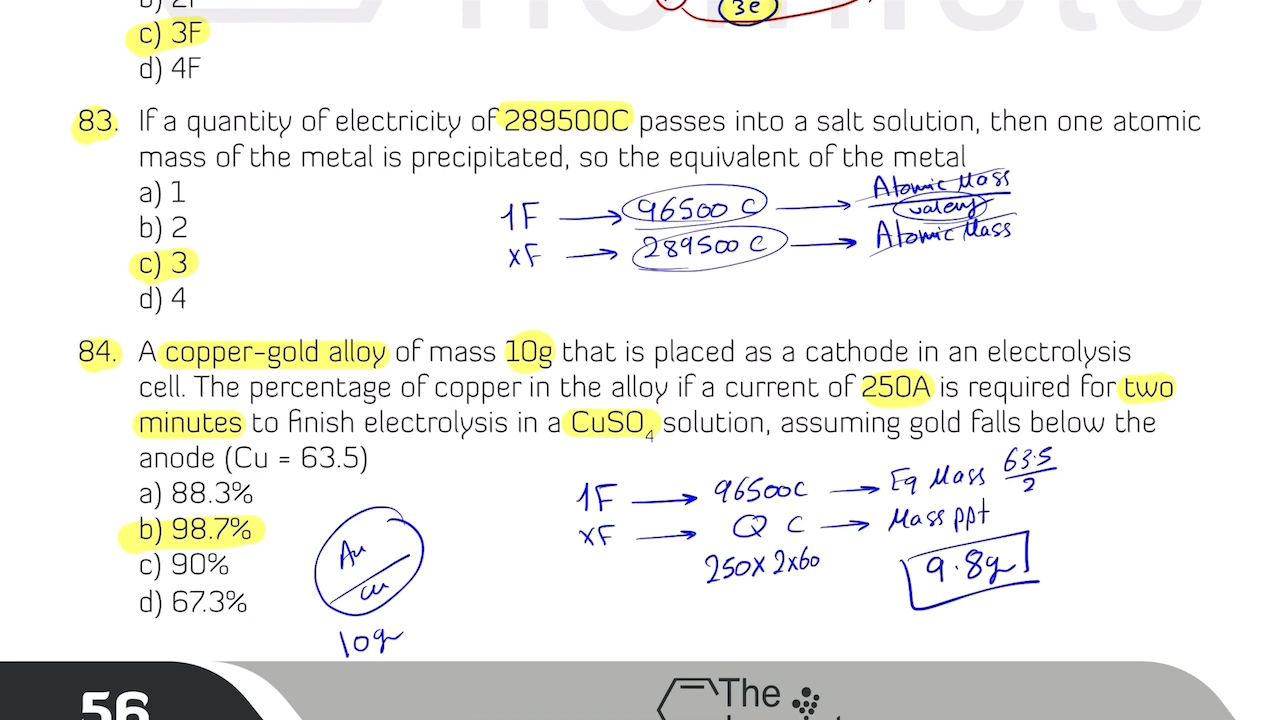 b) 2F
3e
c) 3F
d) 4F
83. If a quantity of electricity of 289500C passes into a salt solution, then one atomic
mass of the metal is precipitated, so the equivalent of the metal
a) 1
b) 2
c) 3
d) 4
1F → 96500 C → Atomic Mass
valency
xF → 289500 C → Atomic Mass
84. A copper-gold alloy of mass 10g that is placed as a cathode in an electrolysis
cell. The percentage of copper in the alloy if a current of 250A is required for two
minutes to finish electrolysis in a CuSO₄ solution, assuming gold falls below the
anode (Cu = 63.5)
a) 88.3%
b) 98.7%
c) 90%
d) 67.3%
1F → 96500C → Eq Mass 63.5/2
xF → Q C → Mass ppt
250 x 2x60
9.8g
Au
Cu
10g
56
The